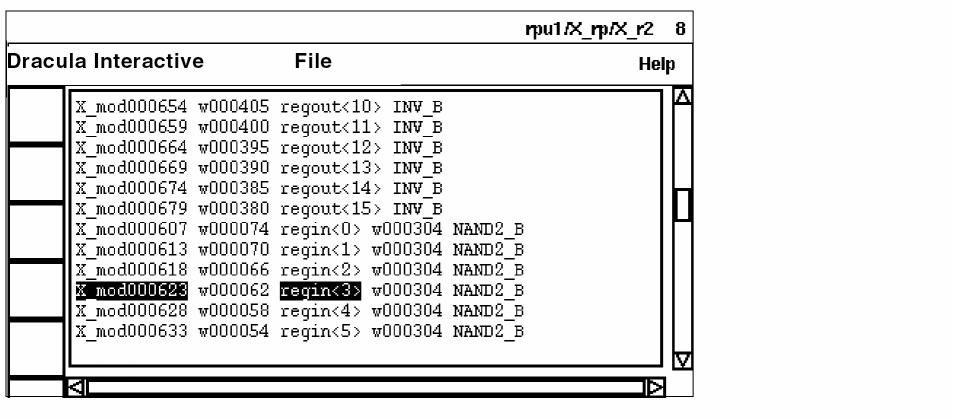 rpu1/X_rp/X_r2 8
Dracula Interactive File Help
X_mod000654 w000405 regout<10> INV_B
X_mod000659 w000400 regout<11> INV_B
X_mod000664 w000395 regout<12> INV_B
X_mod000669 w000390 regout<13> INV_B
X_mod000674 w000385 regout<14> INV_B
X_mod000679 w000380 regout<15> INV_B
X_mod000607 w000074 regin<0> w000304 NAND2_B
X_mod000613 w000070 regin<1> w000304 NAND2_B
X_mod000618 w000066 regin<2> w000304 NAND2_B
X_mod000623 w000062 regin<3> w000304 NAND2_B
X_mod000628 w000058 regin<4> w000304 NAND2_B
X_mod000633 w000054 regin<5> w000304 NAND2_B